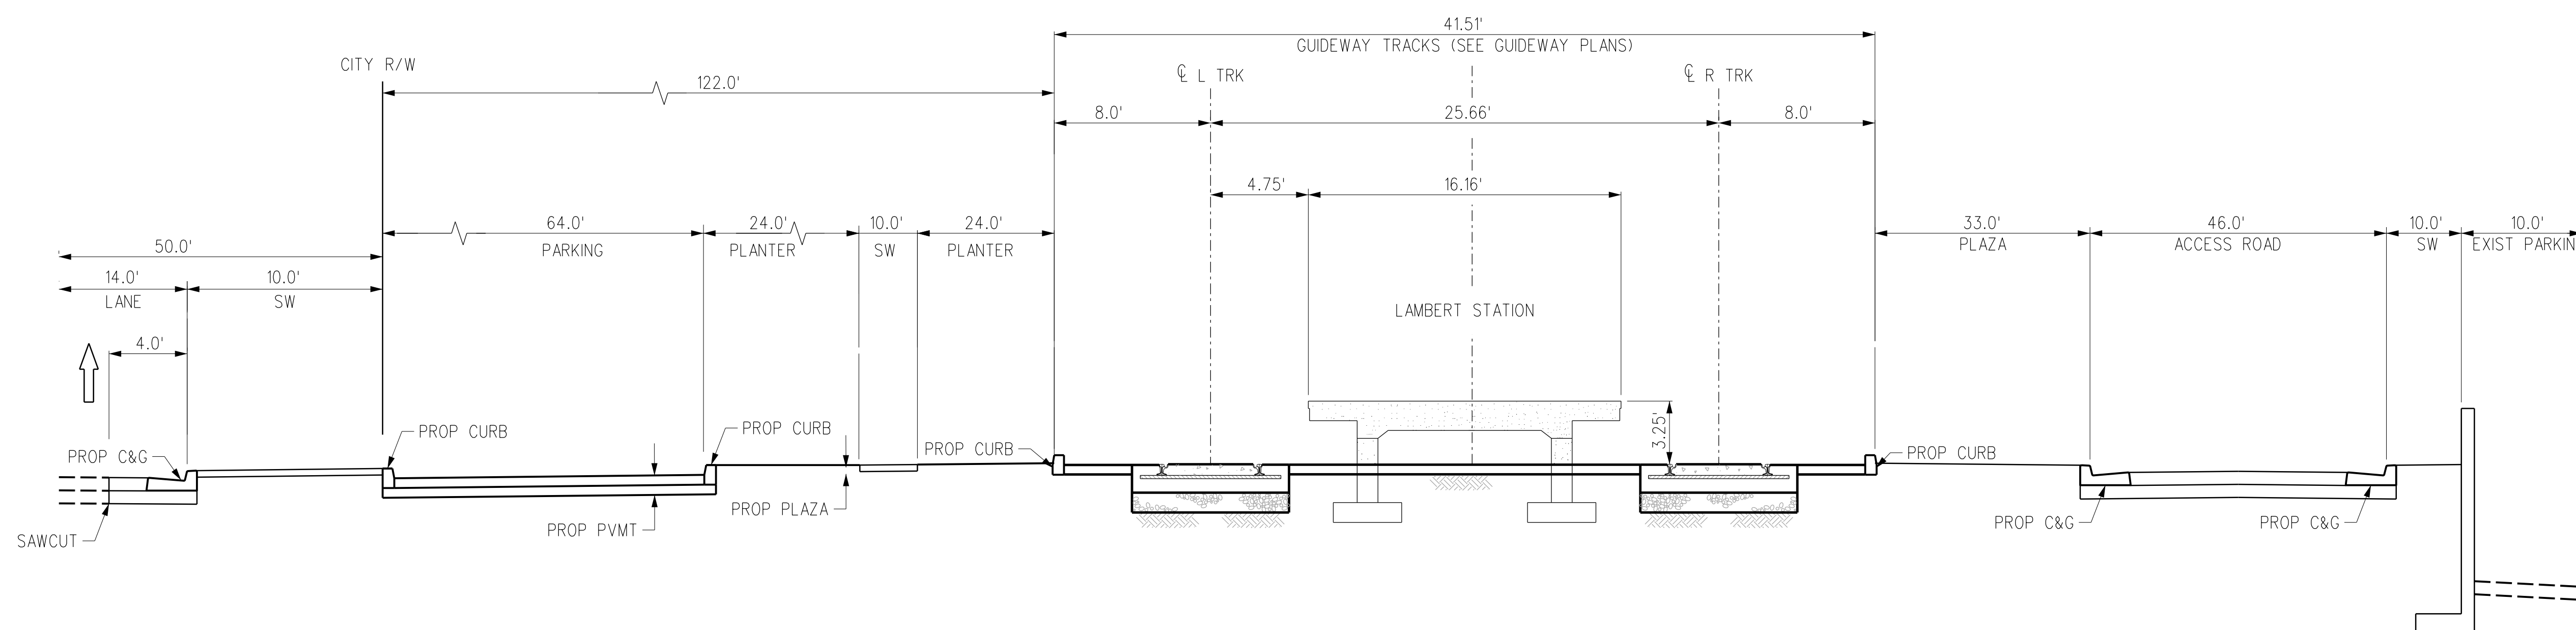 41.51'
GUIDEWAY TRACKS (SEE GUIDEWAY PLANS)
CITY R/W
122.0'
℄ L TRK
℄ R TRK
8.0'
25.66'
8.0'
4.75'
16.16'
50.0'
64.0'
PARKING
24.0'
PLANTER
10.0'
SW
24.0'
PLANTER
33.0'
PLAZA
46.0'
ACCESS ROAD
10.0'
SW
10.0'
EXIST PARKIN
14.0'
LANE
10.0'
SW
LAMBERT STATION
4.0'
3.25'
PROP C&G
PROP CURB
PROP CURB
PROP CURB
PROP CURB
SAWCUT
PROP PVMT
PROP PLAZA
PROP C&G
PROP C&G